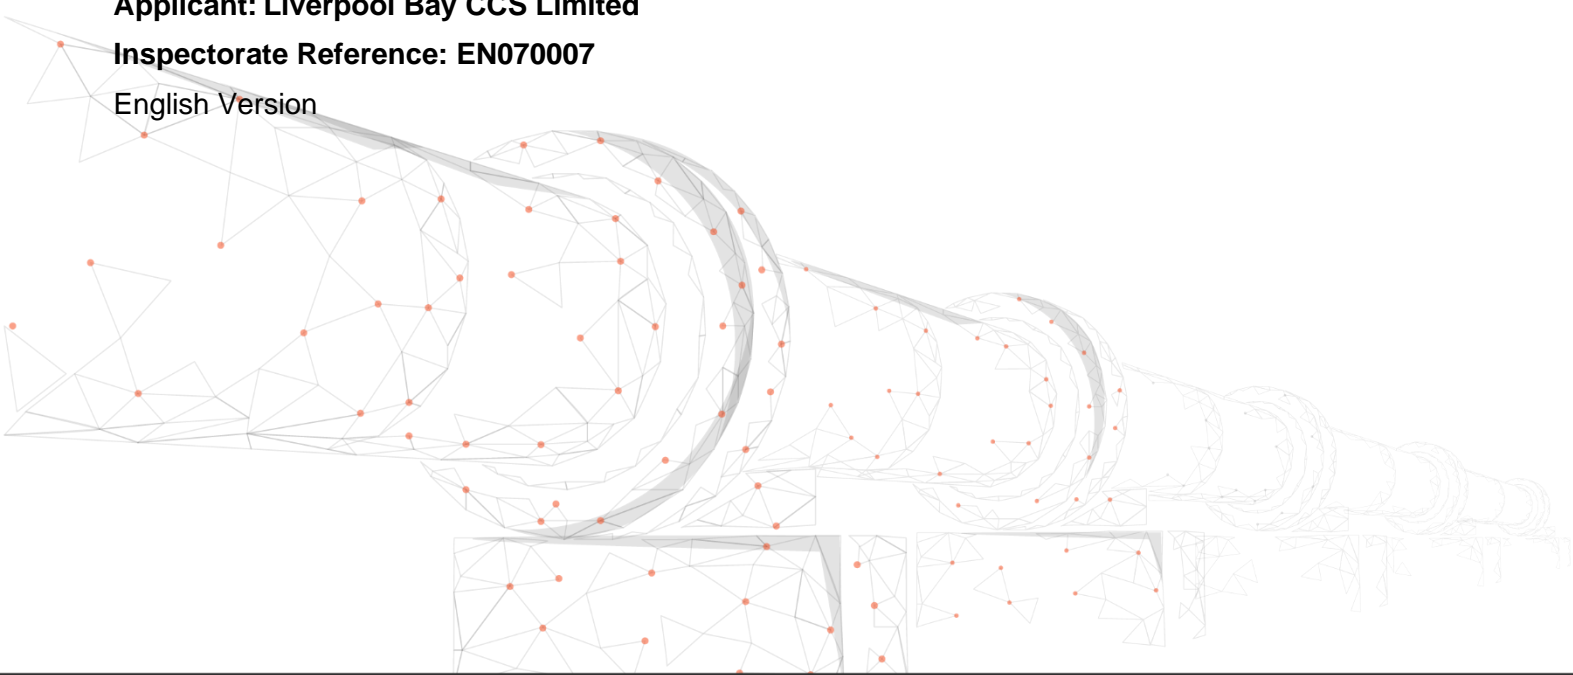 Applicant: Liverpool Bay CCS Limited
Inspectorate Reference: EN070007
English Version